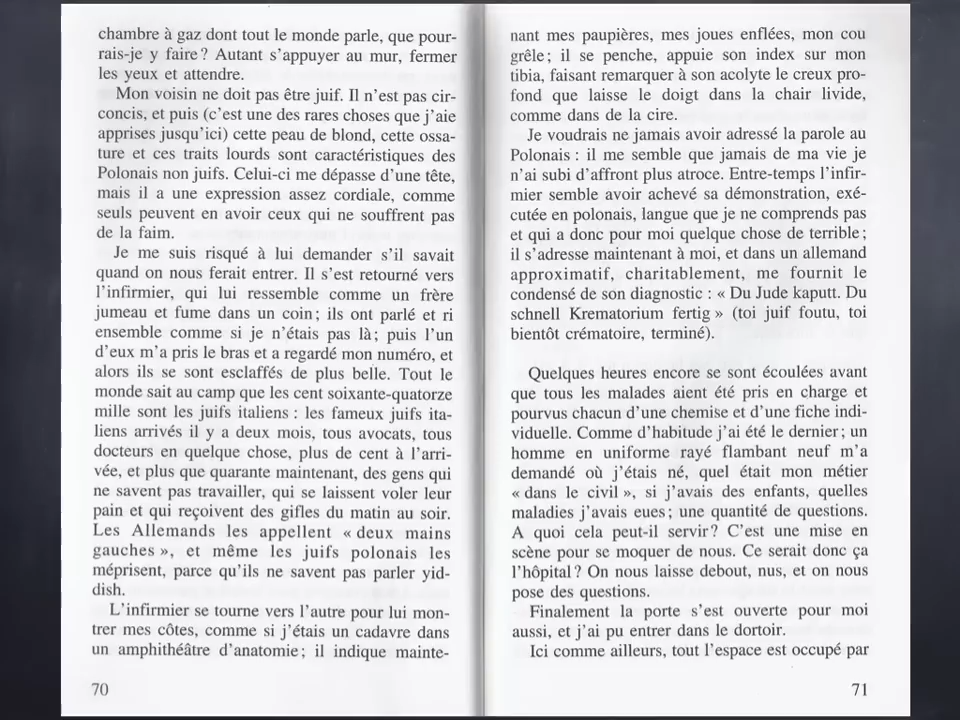 chambre à gaz dont tout le monde parle, que pour-
rais-je y faire ? Autant s'appuyer au mur, fermer
les yeux et attendre.
Mon voisin ne doit pas être juif. Il n'est pas cir-
concis, et puis (c'est une des rares choses que j'aie
apprises jusqu'ici) cette peau de blond, cette ossa-
ture et ces traits lourds sont caractéristiques des
Polonais non juifs. Celui-ci me dépasse d'une tête,
mais il a une expression assez cordiale, comme
seuls peuvent en avoir ceux qui ne souffrent pas
de la faim.
Je me suis risqué à lui demander s'il savait
quand on nous ferait entrer. Il s'est retourné vers
l'infirmier, qui lui ressemble comme un frère
jumeau et fume dans un coin ; ils ont parlé et ri
ensemble comme si je n'étais pas là ; puis l'un
d'eux m'a pris le bras et a regardé mon numéro, et
alors ils se sont esclaffés de plus belle. Tout le
monde sait au camp que les cent soixante-quatorze
mille sont les juifs italiens : les fameux juifs ita-
liens arrivés il y a deux mois, tous avocats, tous
docteurs en quelque chose, plus de cent à l'arri-
vée, et plus que quarante maintenant, des gens qui
ne savent pas travailler, qui se laissent voler leur
pain et qui reçoivent des gifles du matin au soir.
Les Allemands les appellent « deux mains
gauches », et même les juifs polonais les
méprisent, parce qu'ils ne savent pas parler yid-
dish.
L'infirmier se tourne vers l'autre pour lui mon-
trer mes côtes, comme si j'étais un cadavre dans
un amphithéâtre d'anatomie ; il indique mainte-
70
nant mes paupières, mes joues enflées, mon cou
grêle ; il se penche, appuie son index sur mon
tibia, faisant remarquer à son acolyte le creux pro-
fond que laisse le doigt dans la chair livide,
comme dans de la cire.
Je voudrais ne jamais avoir adressé la parole au
Polonais : il me semble que jamais de ma vie je
n'ai subi d'affront plus atroce. Entre-temps l'infir-
mier semble avoir achevé sa démonstration, exé-
cutée en polonais, langue que je ne comprends pas
et qui a donc pour moi quelque chose de terrible ;
il s'adresse maintenant à moi, et dans un allemand
approximatif, charitablement, me fournit le
condensé de son diagnostic : « Du Jude kaputt. Du
schnell Krematorium fertig » (toi juif foutu, toi
bientôt crématoire, terminé).
Quelques heures encore se sont écoulées avant
que tous les malades aient été pris en charge et
pourvus chacun d'une chemise et d'une fiche indi-
viduelle. Comme d'habitude j'ai été le dernier ; un
homme en uniforme rayé flambant neuf m'a
demandé où j'étais né, quel était mon métier
« dans le civil », si j'avais des enfants, quelles
maladies j'avais eues ; une quantité de questions.
A quoi cela peut-il servir ? C'est une mise en
scène pour se moquer de nous. Ce serait donc ça
l'hôpital ? On nous laisse debout, nus, et on nous
pose des questions.
Finalement la porte s'est ouverte pour moi
aussi, et j'ai pu entrer dans le dortoir.
Ici comme ailleurs, tout l'espace est occupé par
71